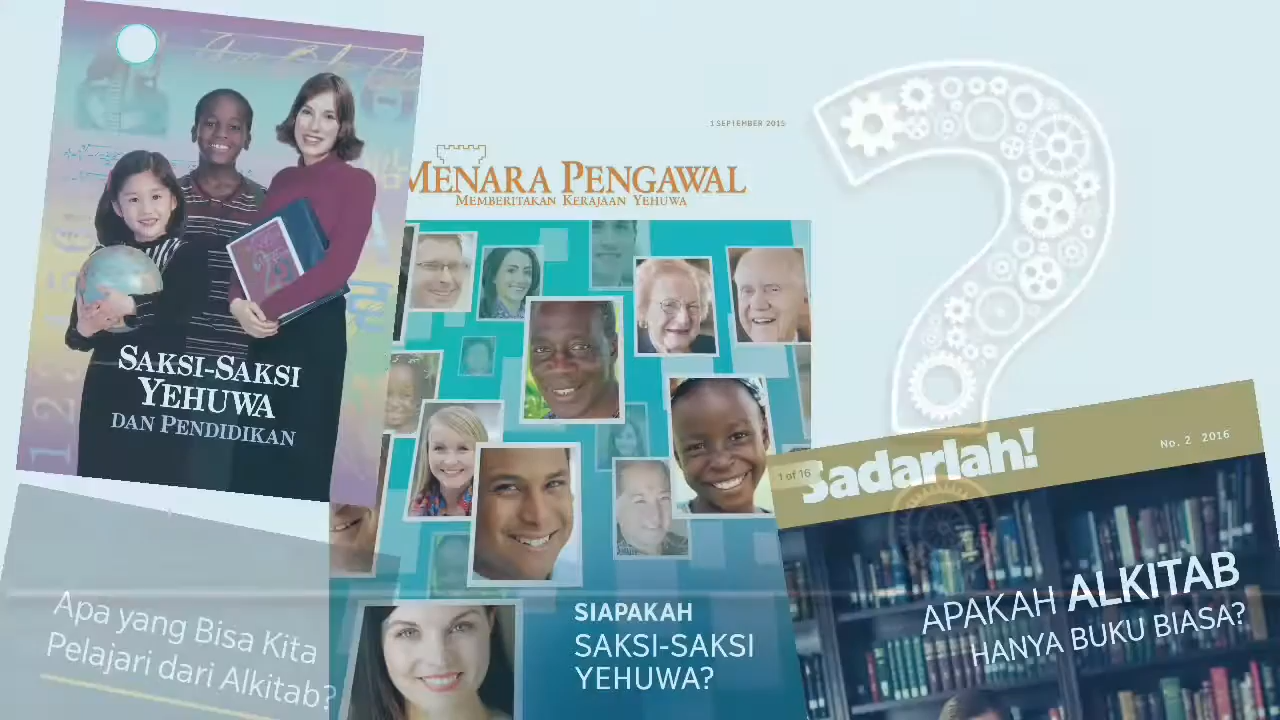 SAKSI-SAKSI
YEHUWA
DAN PENDIDIKAN
1 SEPTEMBER 2015
MENARA PENGAWAL
MEMBERITAKAN KERAJAAN YEHUWA
SIAPAKAH
SAKSI-SAKSI
YEHUWA?
Apa yang Bisa Kita
Pelajari dari Alkitab?
1 of 16
Sadarlah!
No. 2 2016
APAKAH ALKITAB
HANYA BUKU BIASA?